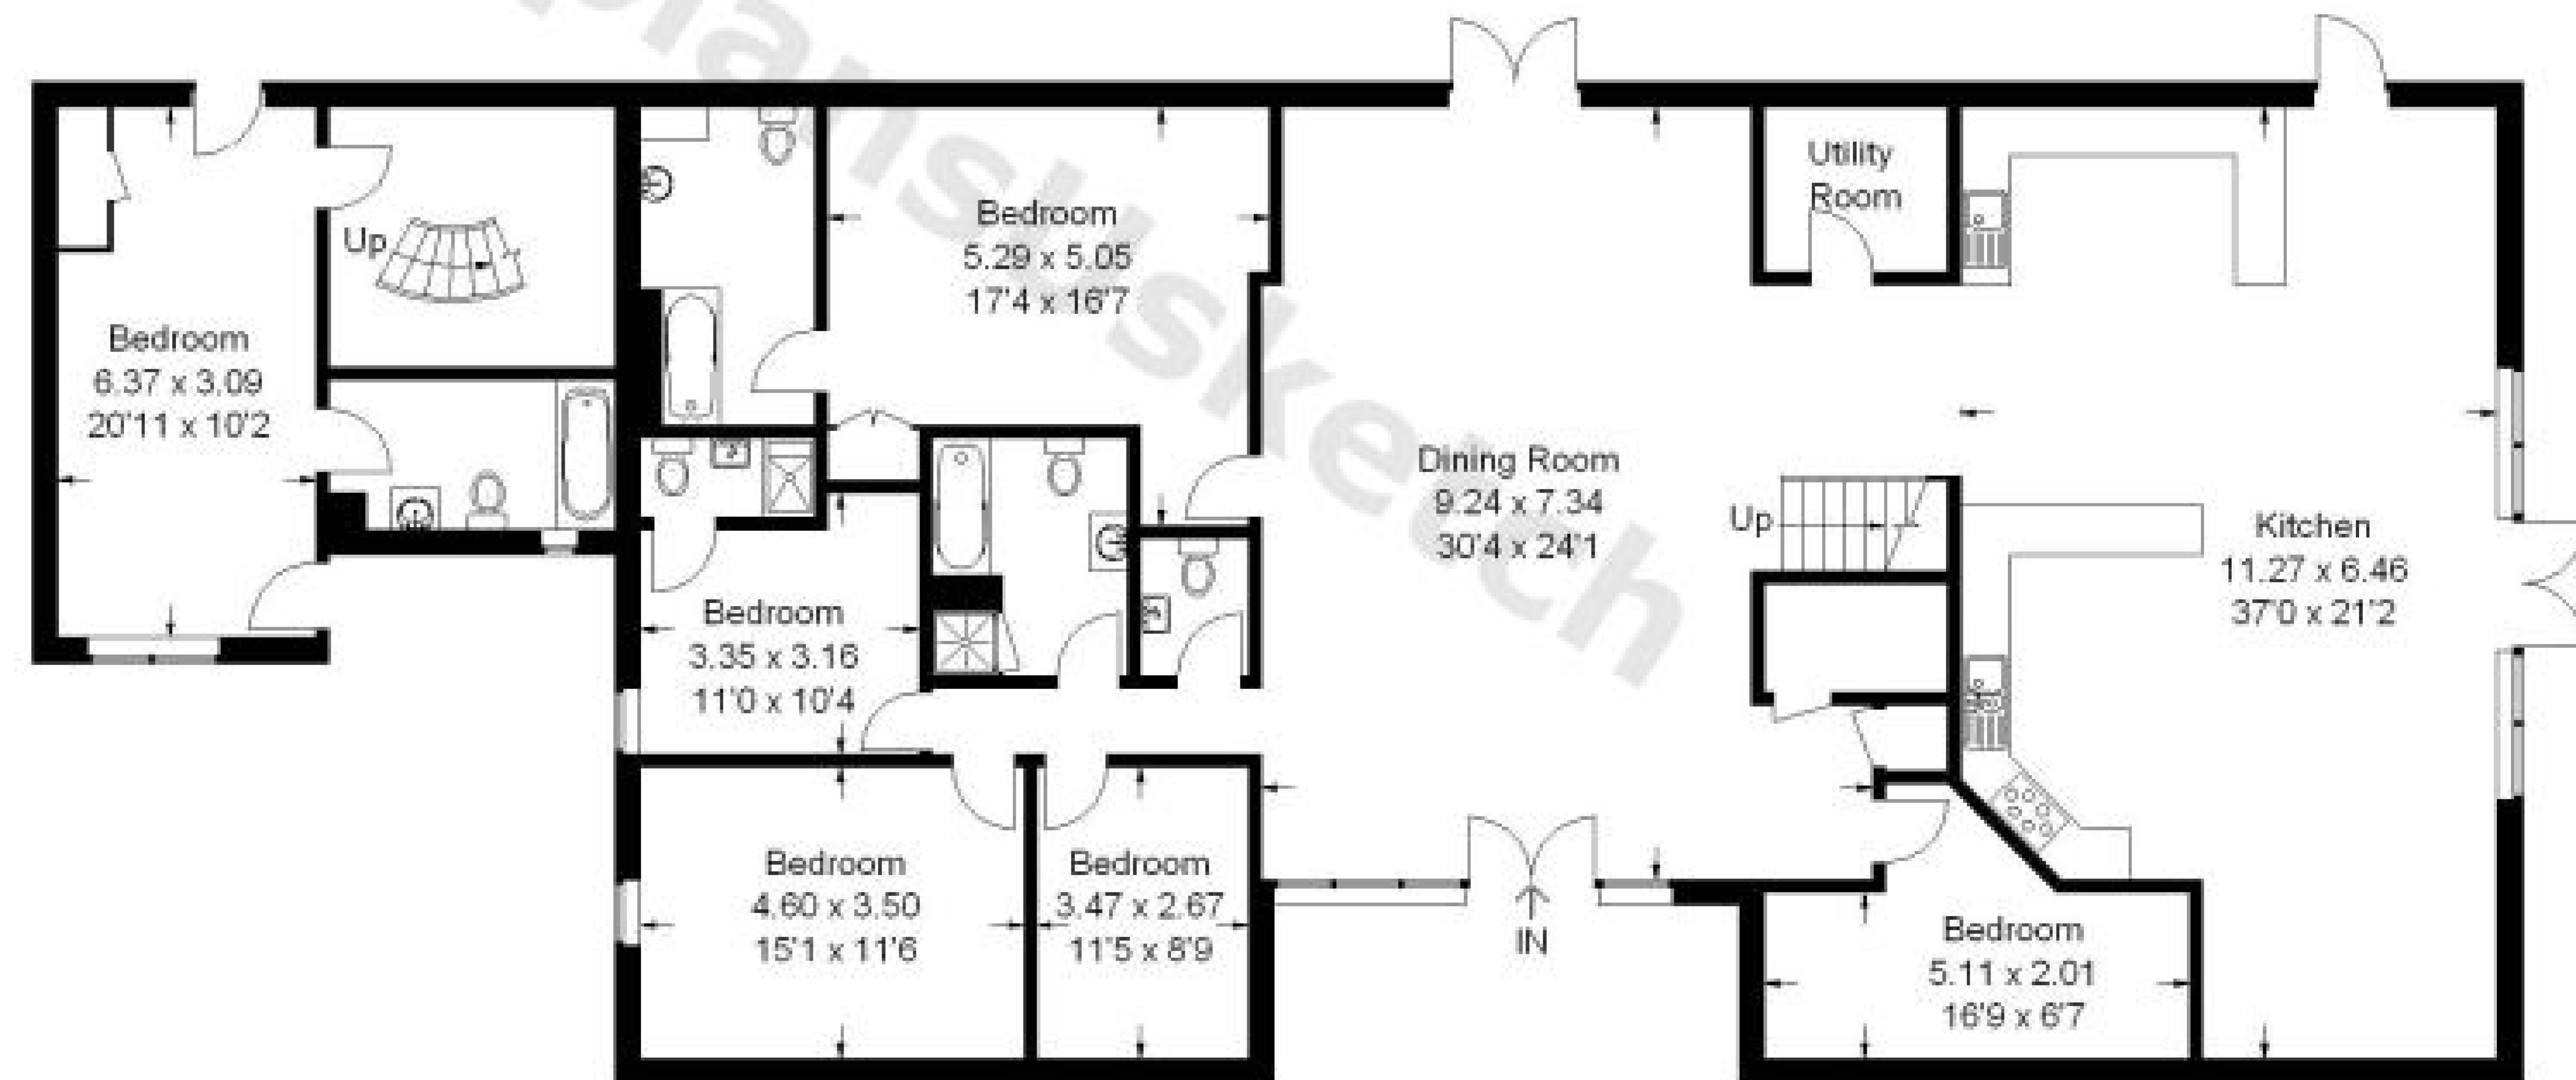 plansUsketch
Bedroom
6.37 x 3.09
20'11 x 10'2
Up
Bedroom
5.29 x 5.05
17'4 x 16'7
Utility
Room
Dining Room
9.24 x 7.34
30'4 x 24'1
Up
Kitchen
11.27 x 6.46
37'0 x 21'2
Bedroom
3.35 x 3.16
11'0 x 10'4
Bedroom
4.60 x 3.50
15'1 x 11'6
Bedroom
3.47 x 2.67
11'5 x 8'9
IN
Bedroom
5.11 x 2.01
16'9 x 6'7